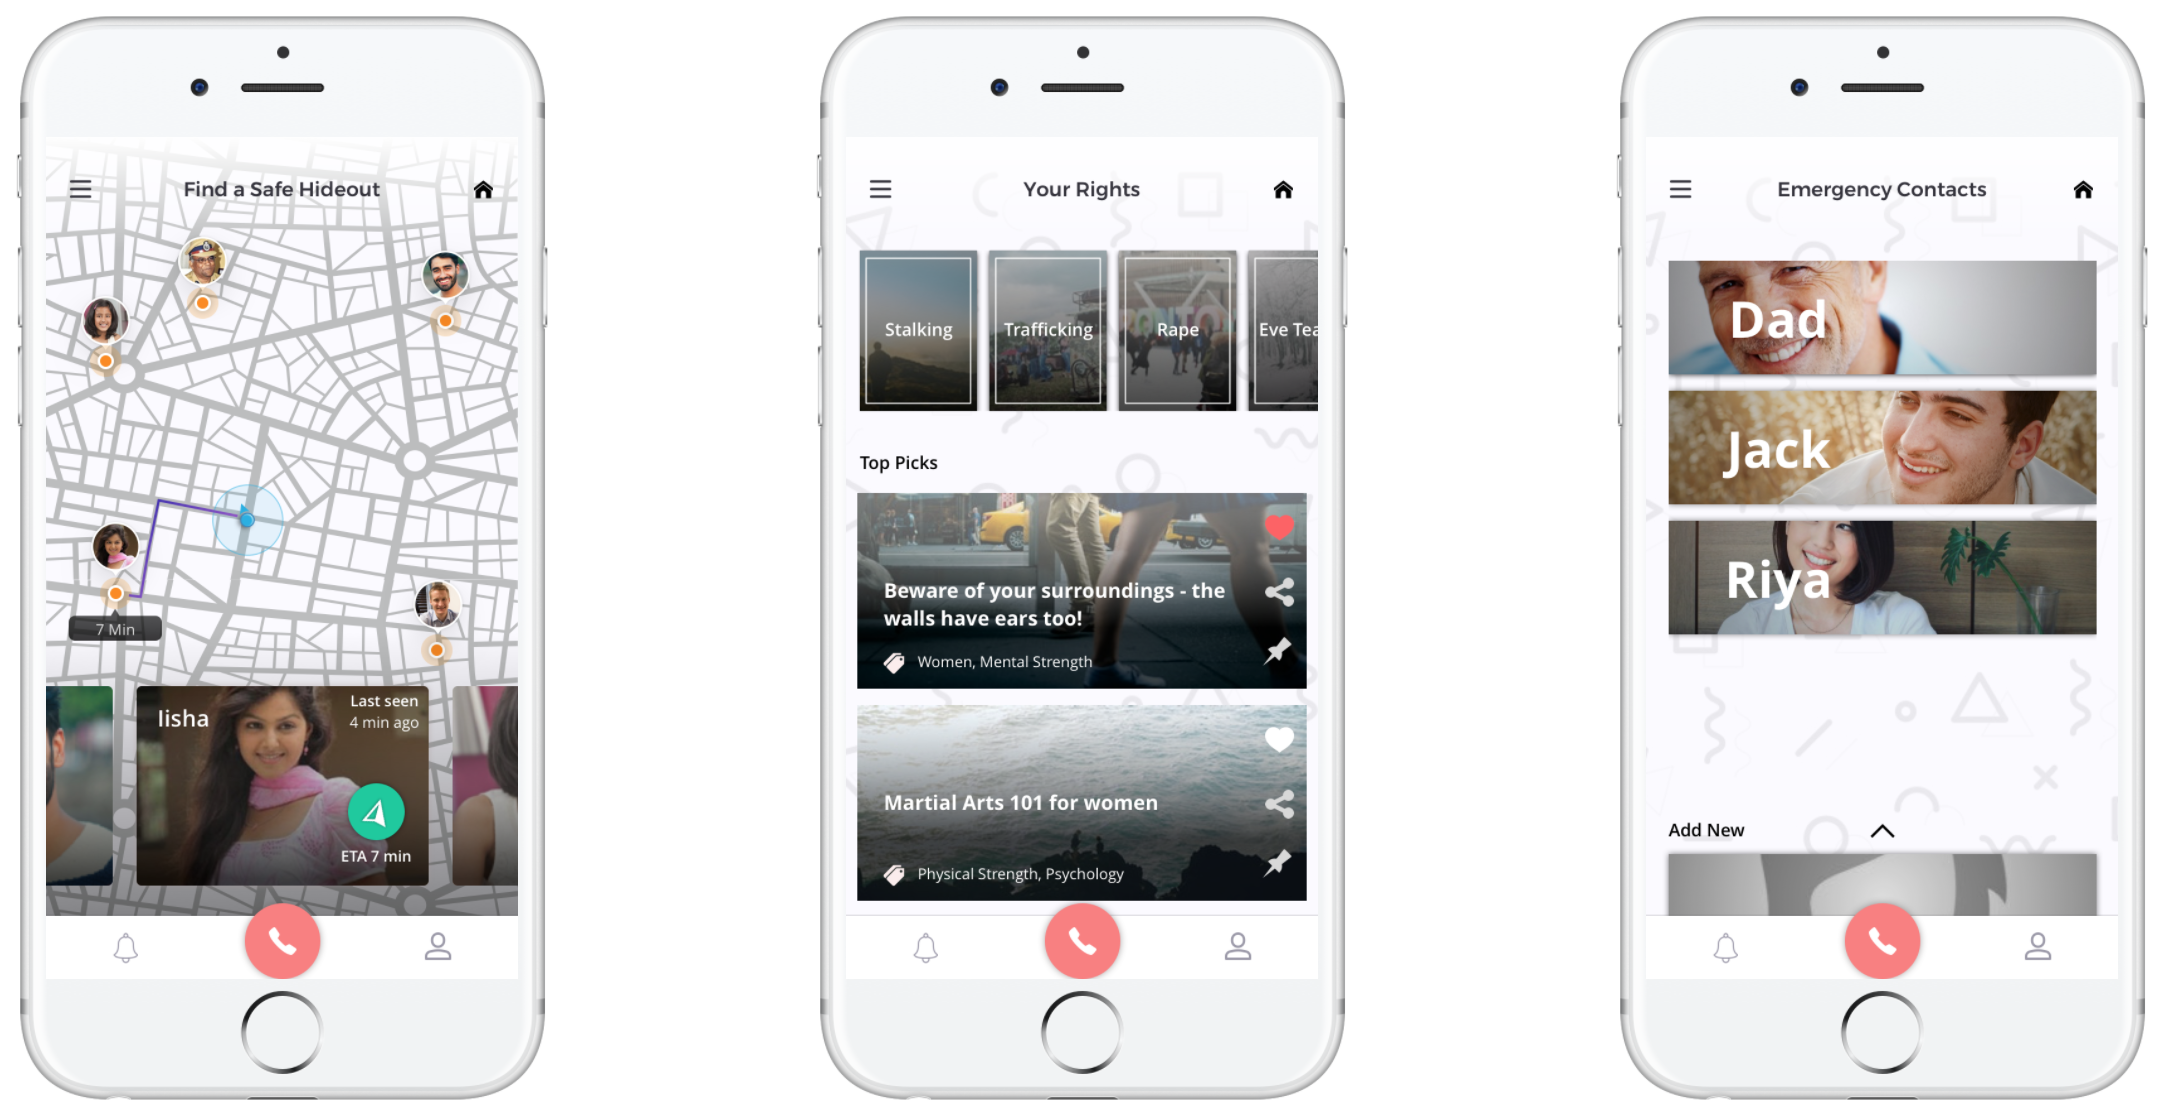 Find a Safe Hideout
7 Min
Iisha
Last seen
4 min ago
ETA 7 min
Your Rights
Stalking
Trafficking
Rape
Eve Tea
Top Picks
Beware of your surroundings - the
walls have ears too!
Women, Mental Strength
Martial Arts 101 for women
Physical Strength, Psychology
Emergency Contacts
Dad
Jack
Riya
Add New